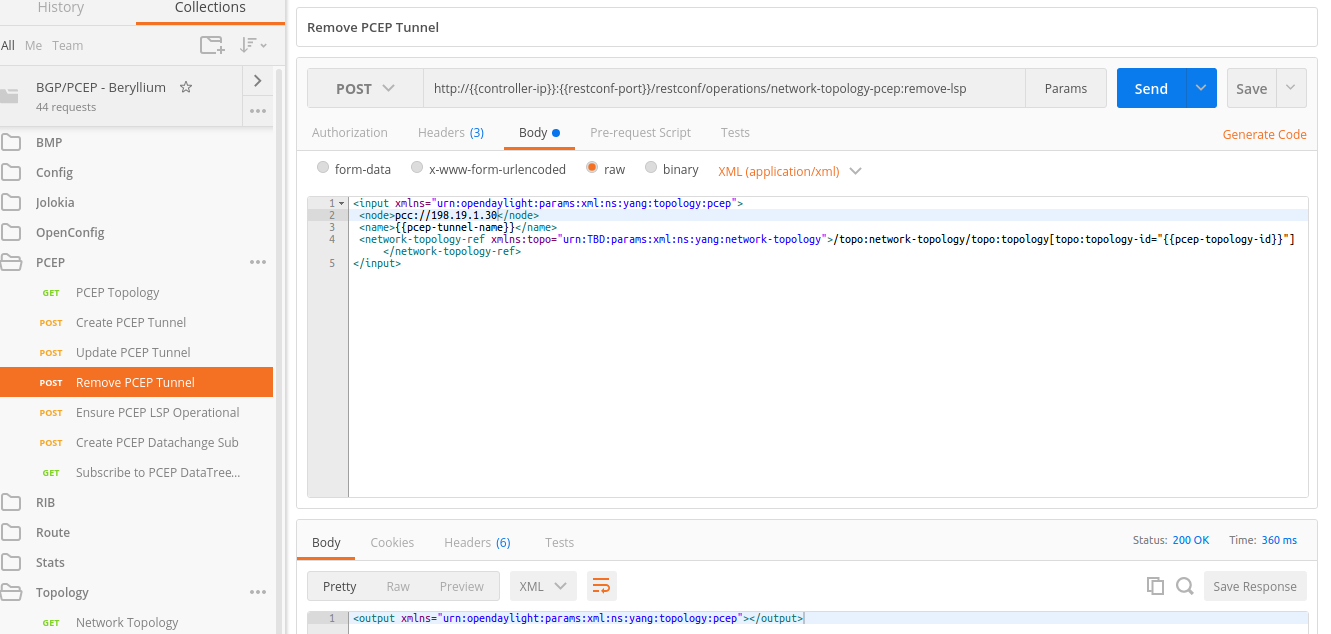 History Collections
All Me Team
BGP/PCEP - Beryllium
44 requests
BMP
Config
Jolokia
OpenConfig
PCEP
GET PCEP Topology
POST Create PCEP Tunnel
POST Update PCEP Tunnel
POST Remove PCEP Tunnel
POST Ensure PCEP LSP Operational
POST Create PCEP Datachange Sub
GET Subscribe to PCEP DataTree...
RIB
Route
Stats
Topology
GET Network Topology
Remove PCEP Tunnel
POST http://{{controller-ip}}:{{restconf-port}}/restconf/operations/network-topology-pcep:remove-lsp Params Send Save
Authorization Headers (3) Body Pre-request Script Tests Generate Code
form-data x-www-form-urlencoded raw binary XML (application/xml)
1 <input xmlns="urn:opendaylight:params:xml:ns:yang:topology:pcep">
2 <node>pcc://198.19.1.30</node>
3 <name>{{pcep-tunnel-name}}</name>
4 <network-topology-ref xmlns:topo="urn:TBD:params:xml:ns:yang:network-topology">/topo:network-topology/topo:topology[topo:topology-id="{{pcep-topology-id}}"]
</network-topology-ref>
5 </input>
Body Cookies Headers (6) Tests Status: 200 OK Time: 360 ms
Pretty Raw Preview XML Save Response
1 <output xmlns="urn:opendaylight:params:xml:ns:yang:topology:pcep"></output>